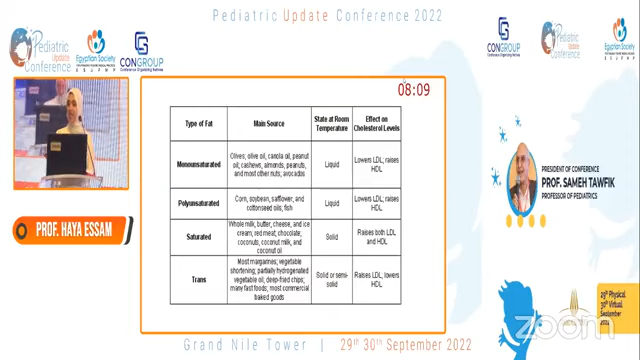 Pediatric Update Conference 2022
Pediatric
Update
Conference
Egyptian Society
CONGROUP
CONGROUP
Pediatric
Update
Conference
Egyptian Society
08:09
Type of Fat
Main Source
State at Room
Temperature
Effect on
Cholesterol Levels
Monounsaturated
Olives; olive oil, canola oil, peanut
oil; cashews, almonds, peanuts,
and most other nuts; avocados
Liquid
Lowers LDL; raises
HDL
Polyunsaturated
Corn, soybean, safflower, and
cottonseed oils; fish
Liquid
Lowers LDL; raises
HDL
Saturated
Whole milk, butter, cheese, and ice
cream; red meat; chocolate;
coconuts, coconut milk, and
coconut oil
Solid
Raises both LDL
and HDL
Trans
Most margarines; vegetable
shortening; partially hydrogenated
vegetable oil; deep-fried chips;
many fast foods; most commercial
baked goods
Solid or semi-
solid
Raises LDL; lowers
HDL
PROF. HAYA ESSAM
PRESIDENT OF CONFERENCE
PROF. SAMEH TAWFIK
PROFESSOR OF PEDIATRICS
29th Physical
30th Virtual
September
2022
zoom
Grand Nile Tower | 29th 30th September 2022